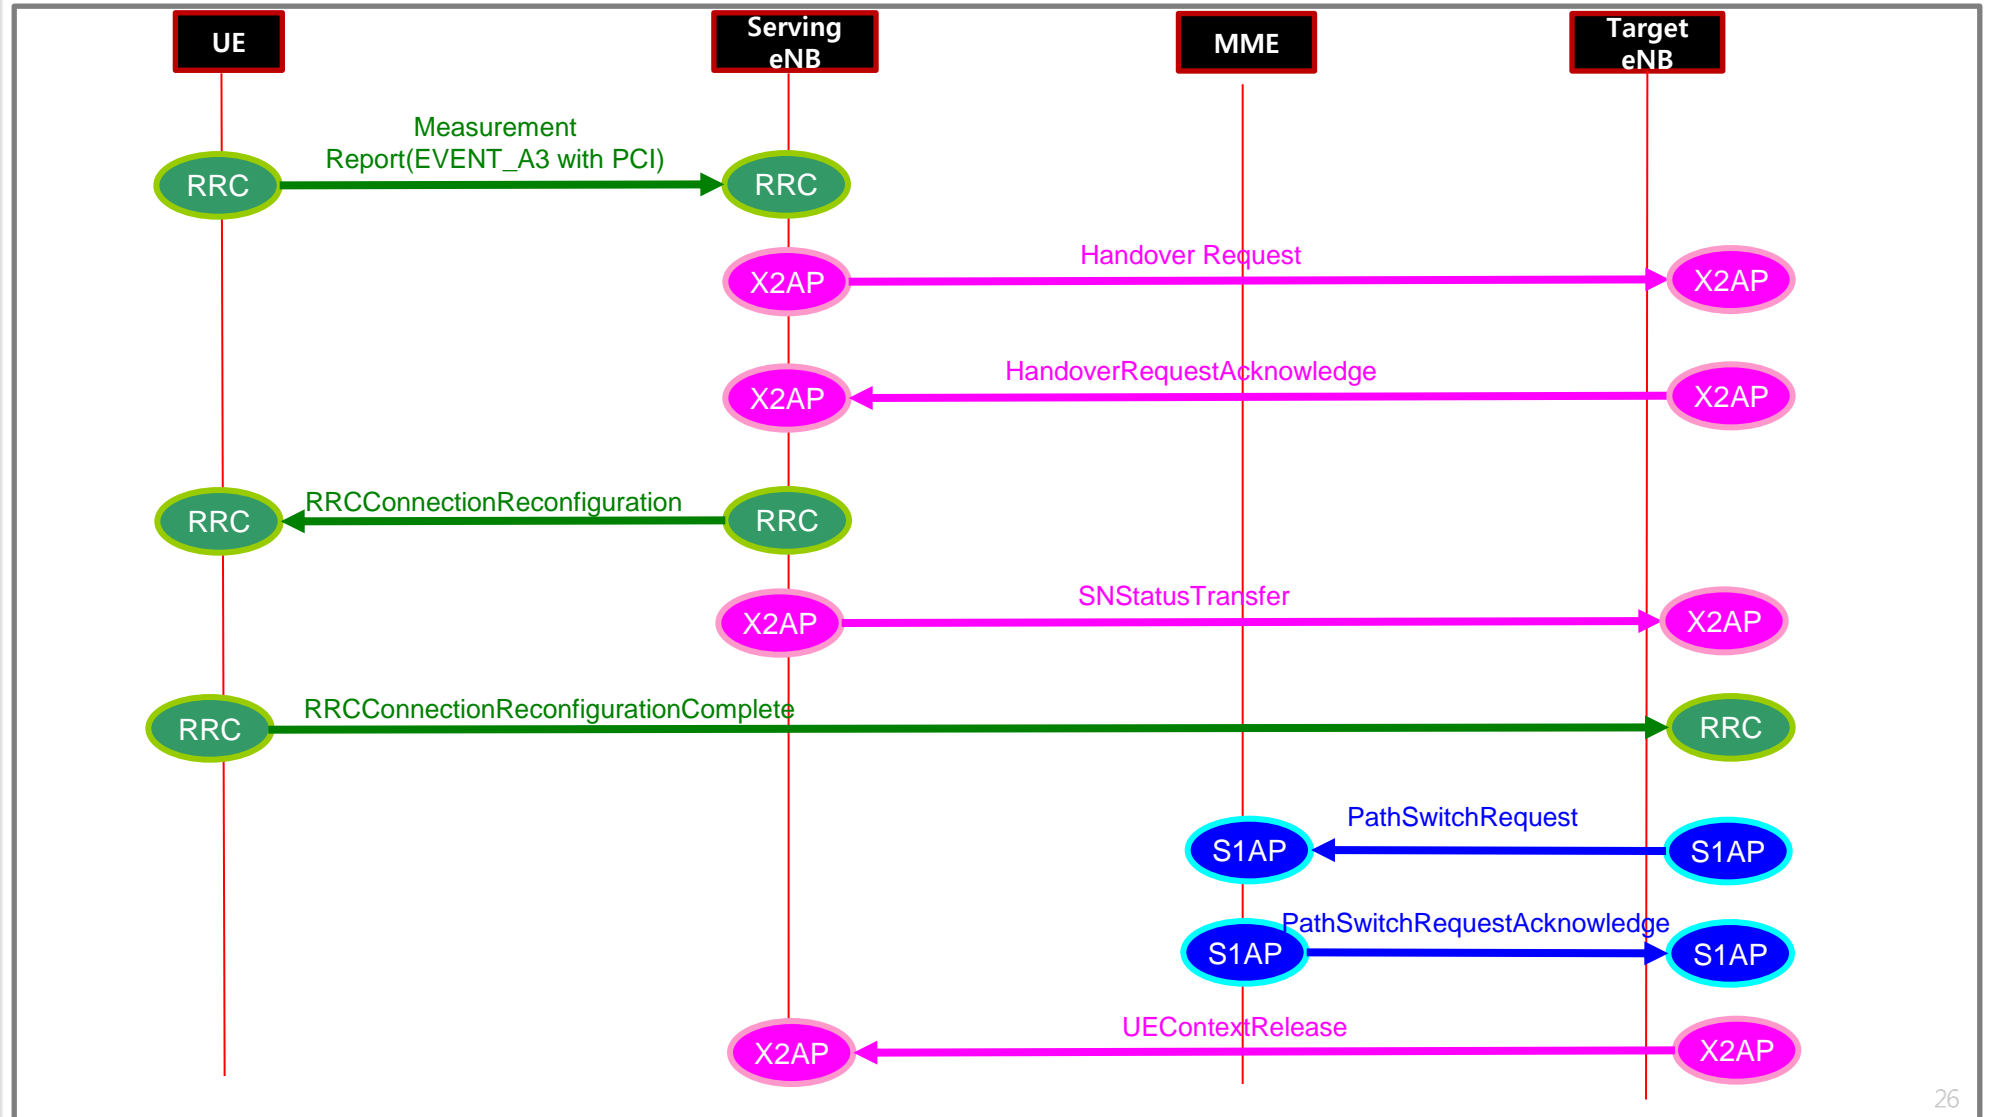 UE
Serving
eNB
MME
Target
eNB
Measurement
Report(EVENT_A3 with PCI)
RRC
RRC
Handover Request
X2AP
X2AP
HandoverRequestAcknowledge
X2AP
X2AP
RRCConnectionReconfiguration
RRC
RRC
SNStatusTransfer
X2AP
X2AP
RRCConnectionReconfigurationComplete
RRC
RRC
PathSwitchRequest
S1AP
S1AP
PathSwitchRequestAcknowledge
S1AP
S1AP
UEContextRelease
X2AP
X2AP
26